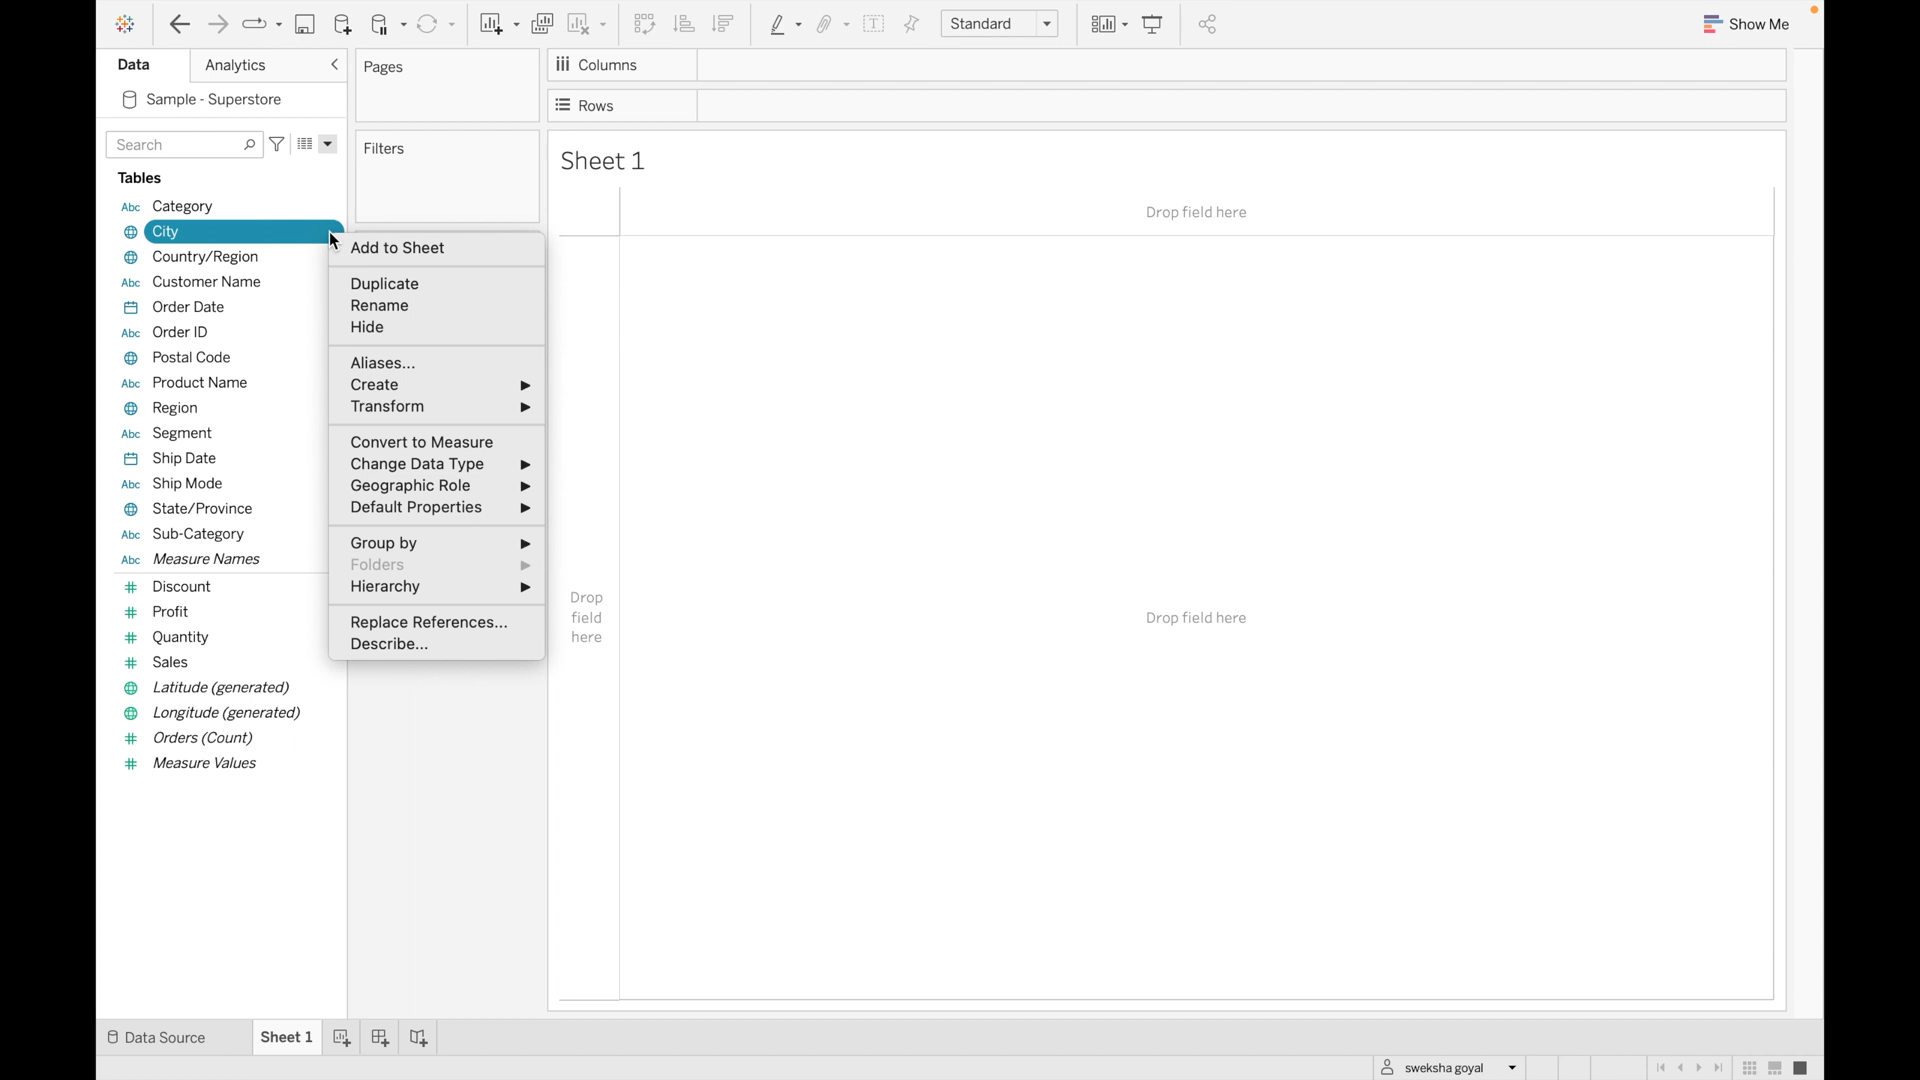 Standard
Show Me
Data
Analytics
Sample - Superstore
Search
Tables
Abc Category
City
Country/Region
Abc Customer Name
Order Date
Abc Order ID
Postal Code
Abc Product Name
Region
Abc Segment
Ship Date
Abc Ship Mode
State/Province
Abc Sub-Category
Abc Measure Names
Discount
Profit
Quantity
Sales
Latitude (generated)
Longitude (generated)
Orders (Count)
Measure Values
Pages
Filters
Add to Sheet
Duplicate
Rename
Hide
Aliases...
Create
Transform
Convert to Measure
Change Data Type
Geographic Role
Default Properties
Group by
Folders
Hierarchy
Replace References...
Describe...
Columns
Rows
Sheet 1
Drop field here
Drop
field
here
Drop field here
Data Source
Sheet 1
sweksha goyal